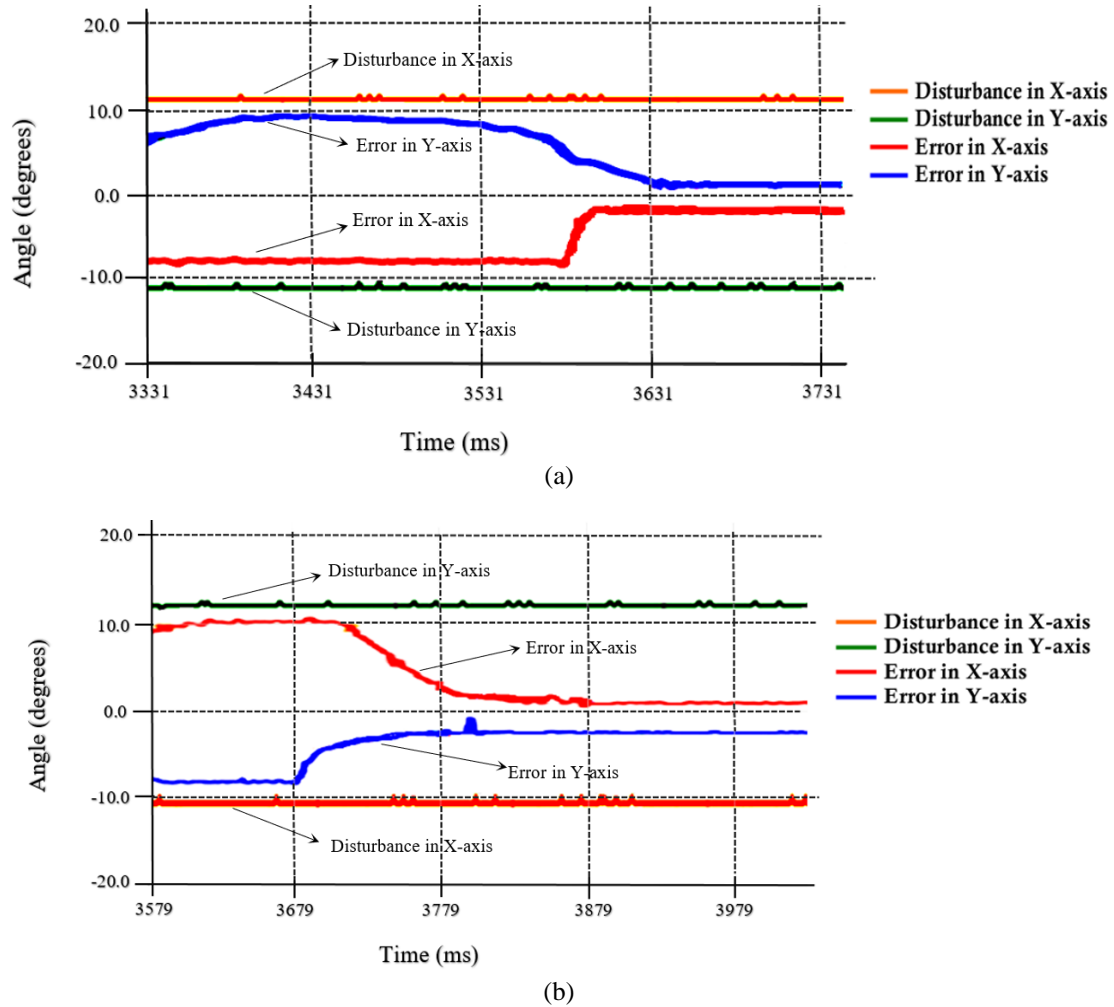 20.0
Disturbance in X-axis
Disturbance in X-axis
10.0
Disturbance in Y-axis
Error in Y-axis
Error in X-axis
Error in Y-axis
0.0
Angle (degrees)
Error in X-axis
-10.0
Disturbance in Y-axis
-20.0
3331 3431 3531 3631 3731
Time (ms)
(a)
20.0
Disturbance in Y-axis
10.0
Disturbance in X-axis
Disturbance in Y-axis
Error in X-axis
Error in X-axis
Error in Y-axis
0.0
Angle (degrees)
Error in Y-axis
-10.0
Disturbance in X-axis
-20.0
3579 3679 3779 3879 3979
Time (ms)
(b)